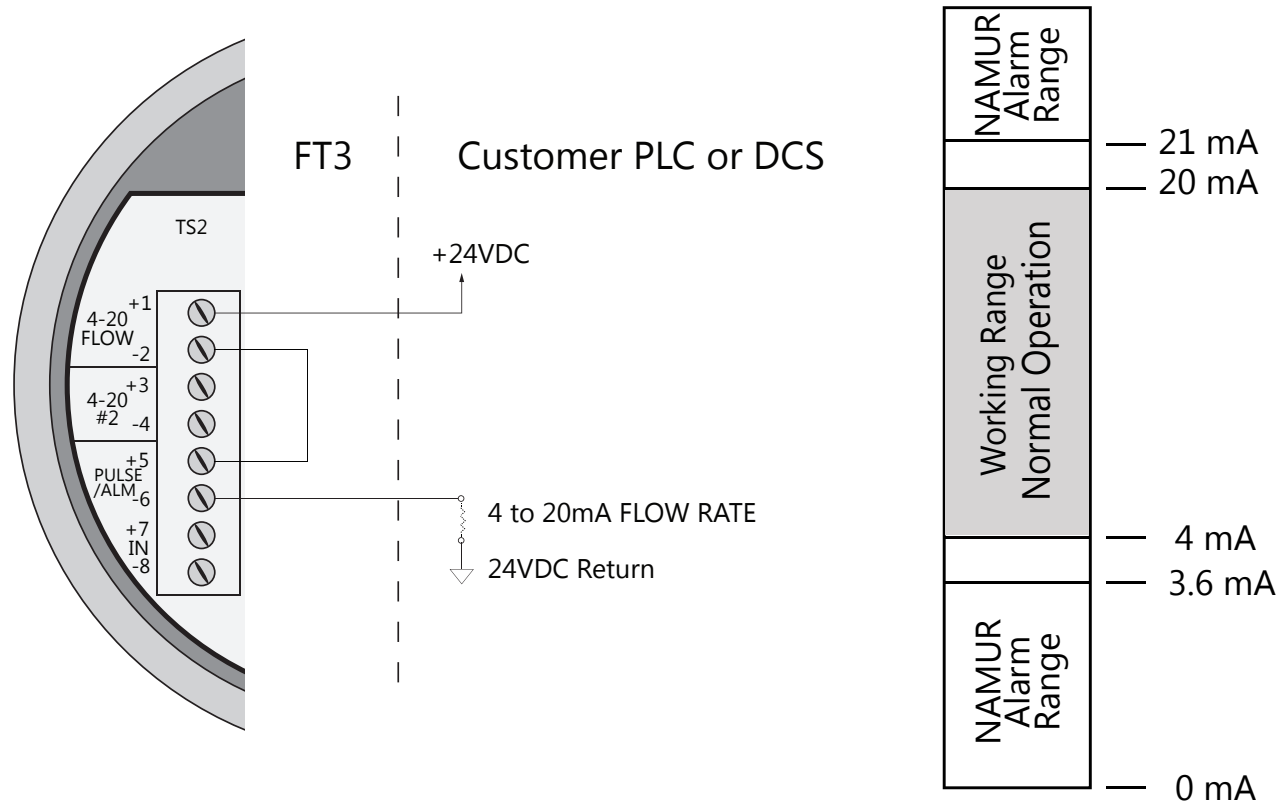 FT3
Customer PLC or DCS
TS2
+24VDC
+1
4-20
FLOW
-2
+3
4-20
#2 -4
+5
PULSE
/ALM -6
+7
IN
-8
4 to 20mA FLOW RATE
24VDC Return
NAMUR
Alarm
Range
21 mA
20 mA
Working Range
Normal Operation
4 mA
3.6 mA
NAMUR
Alarm
Range
0 mA